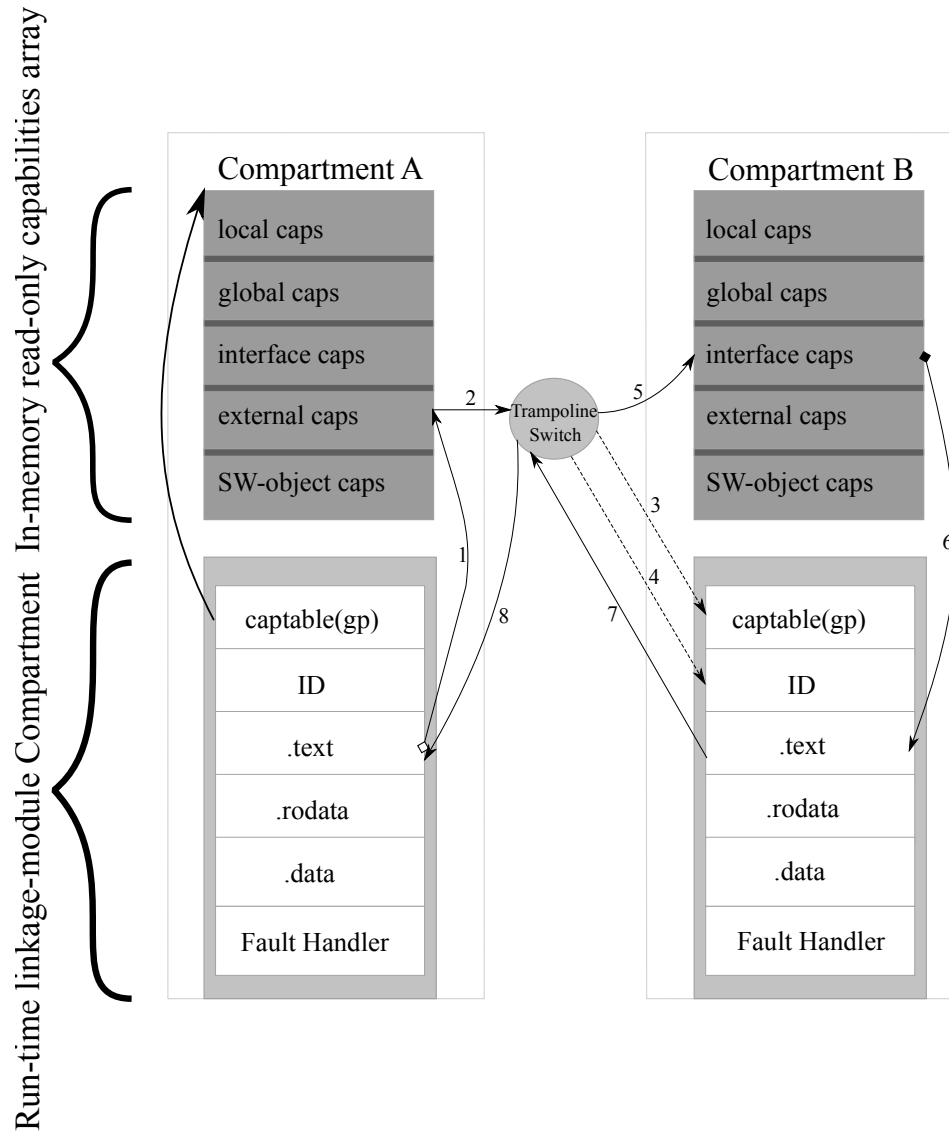 In-memory read-only capabilities array
Run-time linkage-module Compartment
Compartment A
local caps
global caps
interface caps
external caps
SW-object caps
captable(gp)
ID
.text
.rodata
.data
Fault Handler
1
2
Trampoline
Switch
3
4
5
6
7
8
Compartment B
local caps
global caps
interface caps
external caps
SW-object caps
captable(gp)
ID
.text
.rodata
.data
Fault Handler